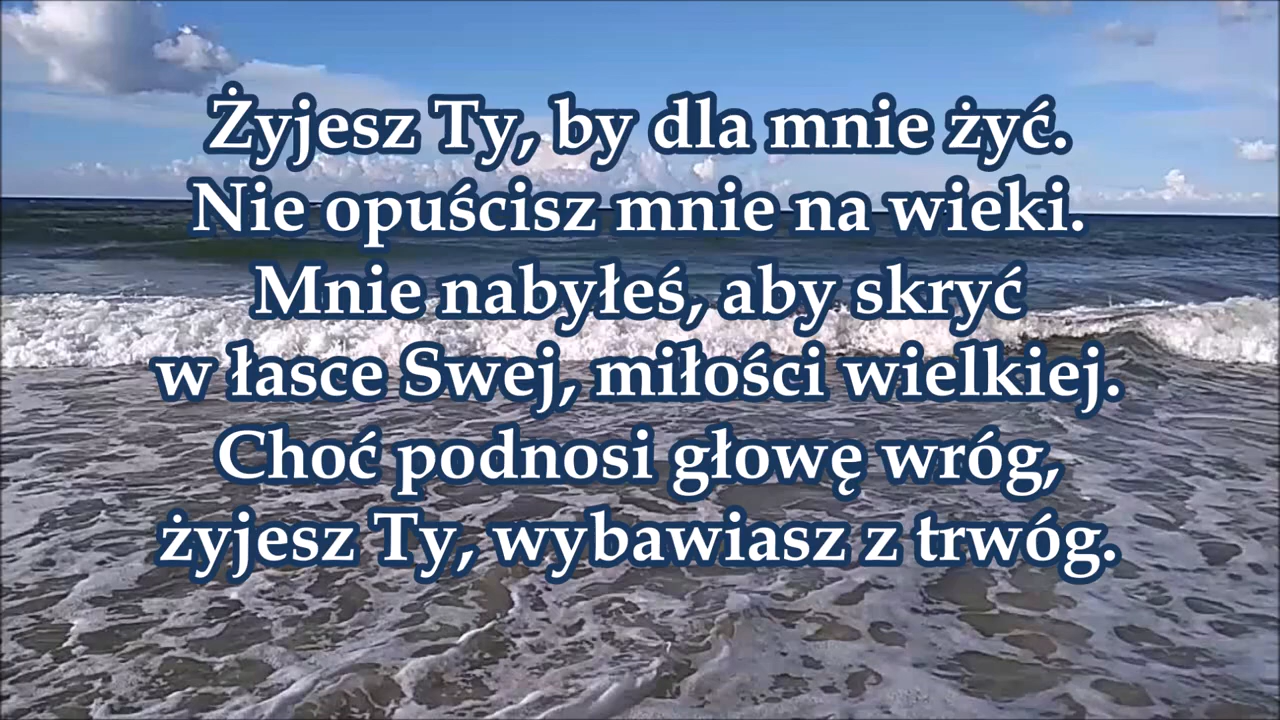 Żyjesz Ty, by dla mnie żyć.
Nie opuścisz mnie na wieki.
Mnie nabyłeś, aby skryć
w łasce Swej, miłości wielkiej.
Choć podnosi głowę wróg,
żyjesz Ty, wybawiasz z trwóg.